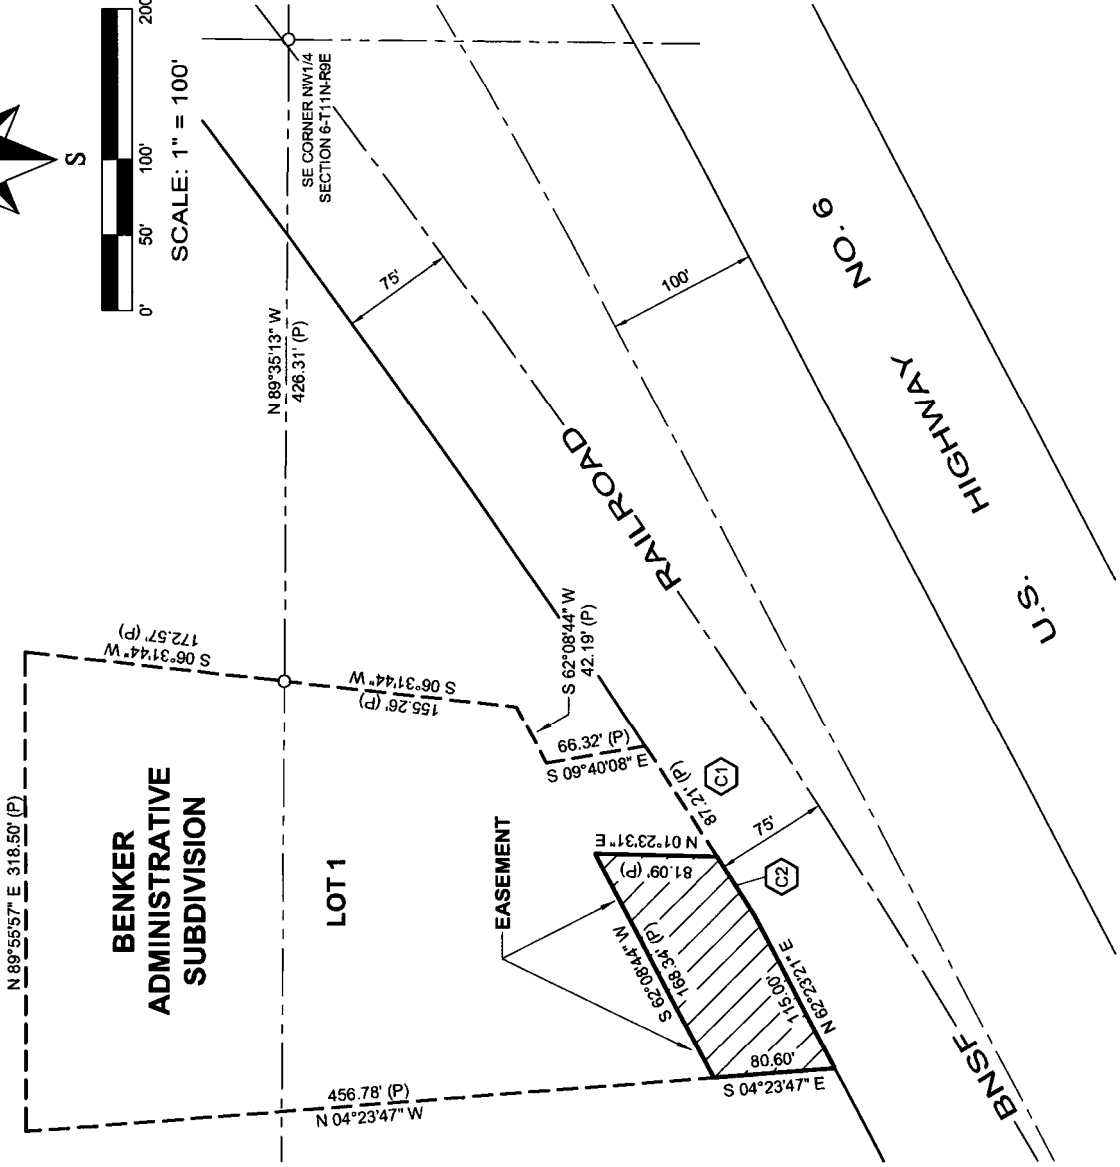 S
0'
50'
100'
200
SCALE: 1" = 100'
SE CORNER NW1/4
SECTION 6-T11N-R9E
N 89°35'13" W
426.31' (P)
75'
100'
U.S. HIGHWAY NO. 6
BNSF RAILROAD
N 89°55'57" E 318.50' (P)
S 06°31'44" W
172.57' (P)
BENKER
ADMINISTRATIVE
SUBDIVISION
LOT 1
S 06°31'44" W
155.26' (P)
S 62°08'44" W
42.19' (P)
66.32' (P)
S 09°40'08" E
87.21' (P)
C1
EASEMENT
N 01°23'31" E
81.09' (P)
75'
C2
S 62°08'44" W
168.34' (P)
115.00'
N 62°23'21" E
80.60'
S 04°23'47" E
456.78' (P)
N 04°23'47" W